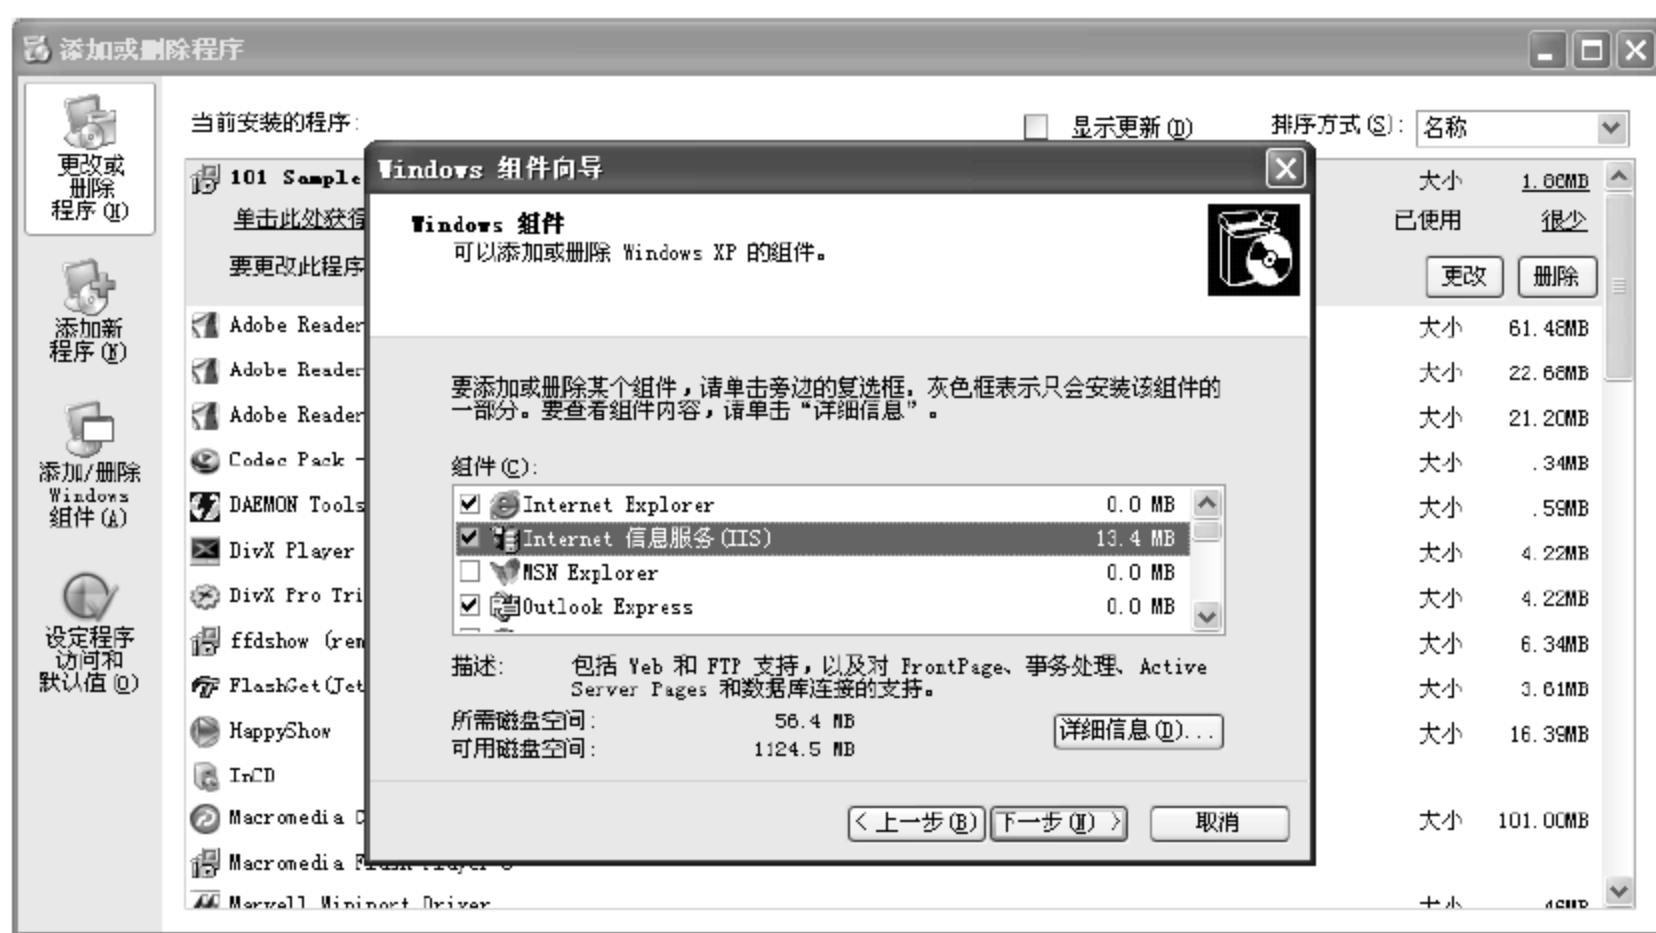 添加或删除程序
更改或
删除
程序(H)
添加新
程序(N)
添加/删除
Windows
组件(A)
设定程序
访问和
默认值(O)
当前安装的程序:
显示更新(D)
排序方式(S): 名称
101 Sample
大小 1.86MB
单击此处获得
已使用 很少
要更改此程序
更改 删除
Adobe Reader
大小 61.48MB
Adobe Reader
大小 22.68MB
Adobe Reader
大小 21.20MB
Codec Pack -
大小 .34MB
DAEMON Tools
大小 .59MB
DivX Player
大小 4.22MB
DivX Pro Tri
大小 4.22MB
ffdshow (rem
大小 6.34MB
FlashGet(Jet
大小 3.61MB
HappyShow
大小 16.39MB
InCD
Macromedia D
大小 101.00MB
Macromedia Flash Player 8
Marvell Miniport Driver
大小 .46MB
Windows 组件向导
Windows 组件
可以添加或删除 Windows XP 的组件。
要添加或删除某个组件,请单击旁边的复选框。灰色框表示只会安装该组件的
一部分。要查看组件内容,请单击“详细信息”。
组件(C):
Internet Explorer 0.0 MB
Internet 信息服务(IIS) 13.4 MB
MSN Explorer 0.0 MB
Outlook Express 0.0 MB
描述: 包括 Web 和 FTP 支持,以及对 FrontPage、事务处理、Active
Server Pages 和数据库连接的支持。
所需磁盘空间: 56.4 MB
可用磁盘空间: 1124.5 MB
详细信息(D)...
< 上一步(B) 下一步(N) > 取消